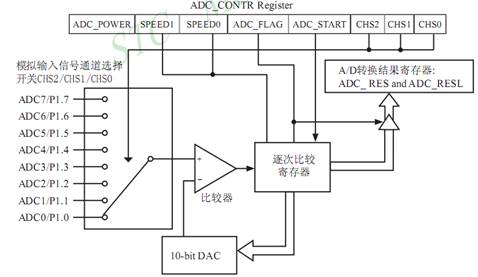 ADC_CONTR Register
ADC_POWER SPEED1 SPEED0 ADC_FLAG ADC_START CHS2 CHS1 CHS0
模拟输入信号通道选择
开关CHS2/CHS1/CHS0
A/D转换结果寄存器:
ADC_ RES and ADC_RESL
ADC7/P1.7
ADC6/P1.6
ADC5/P1.5
ADC4/P1.4
ADC3/P1.3
ADC2/P1.2
ADC1/P1.1
ADC0/P1.0
+
−
比较器
逐次比较
寄存器
10-bit DAC
STC